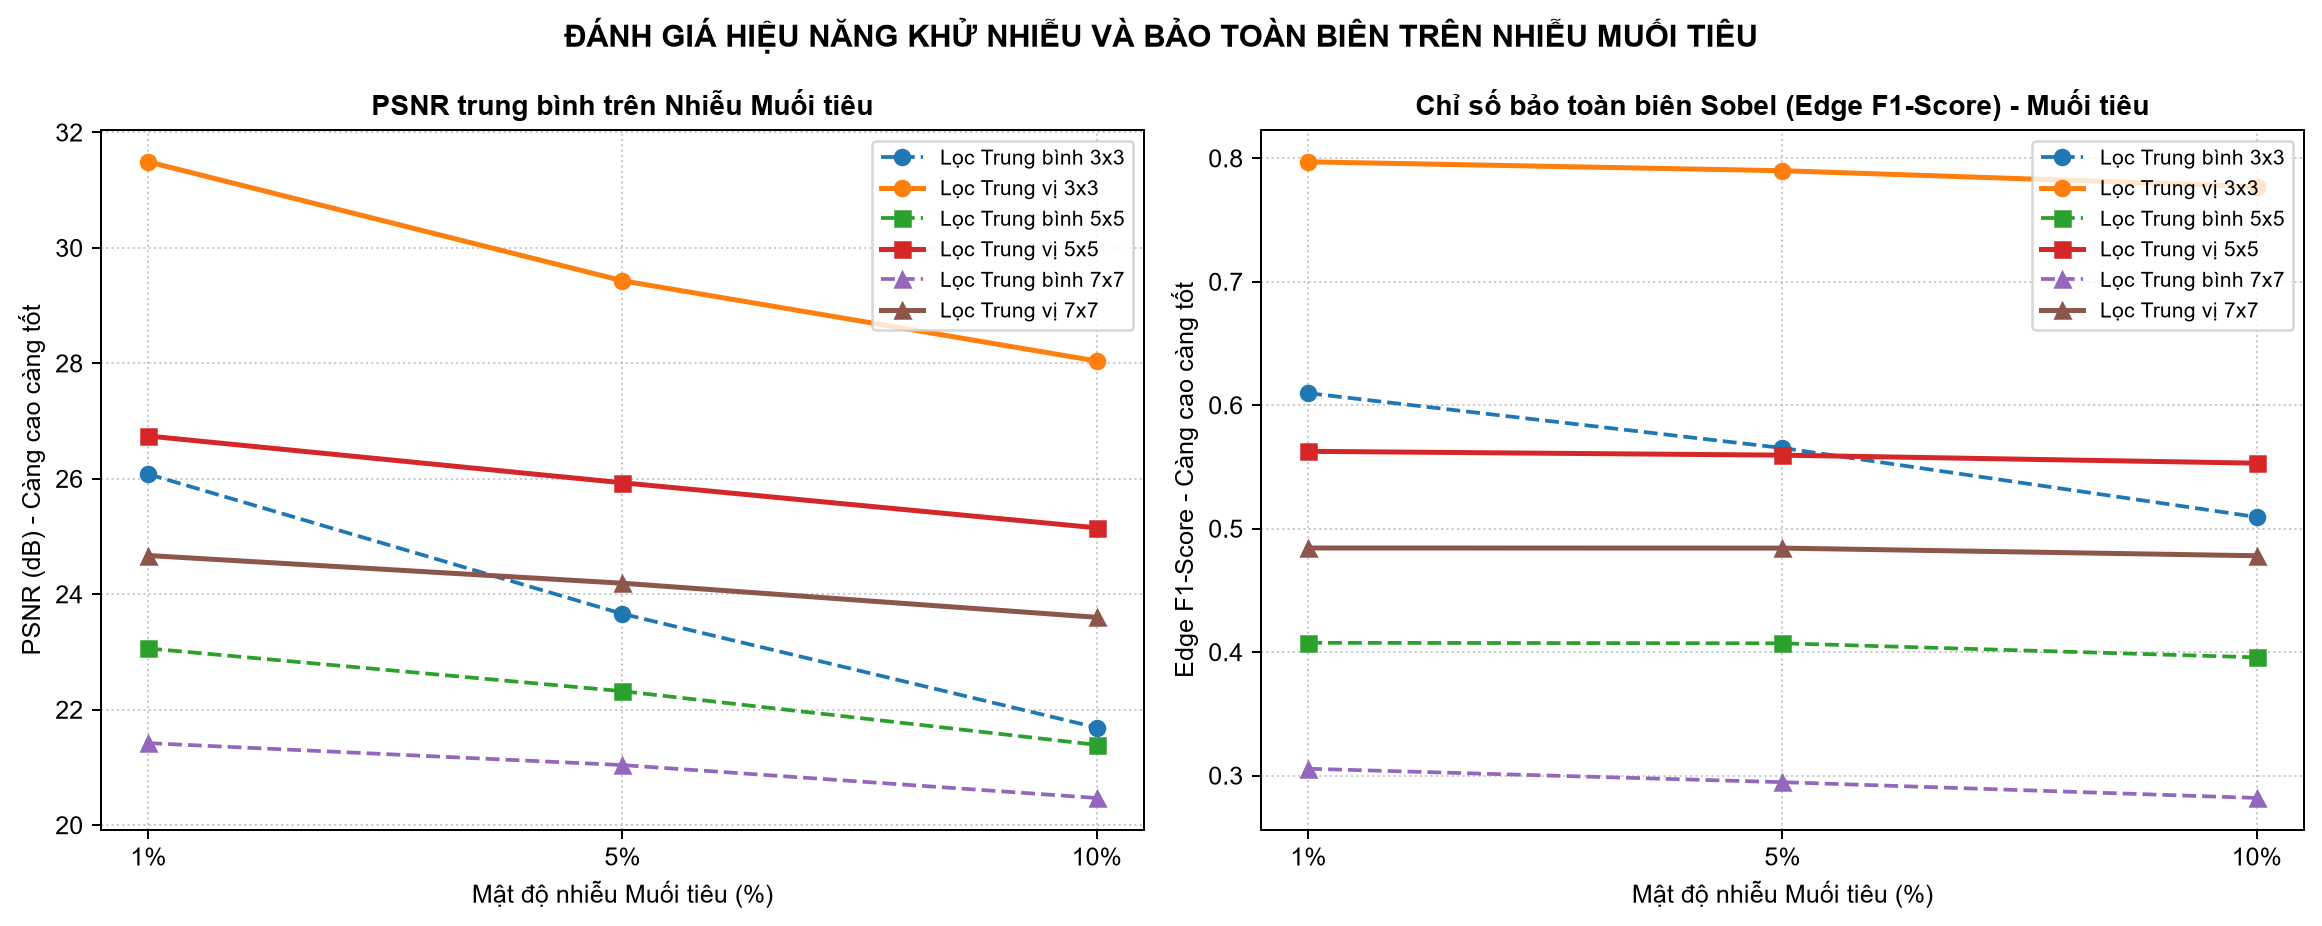 ĐÁNH GIÁ HIỆU NĂNG KHỬ NHIỄU VÀ BẢO TOÀN BIÊN TRÊN NHIỄU MUỐI TIÊU
PSNR trung bình trên Nhiễu Muối tiêu
32
30
28
26
24
22
20
PSNR (dB) - Càng cao càng tốt
Lọc Trung bình 3x3
Lọc Trung vị 3x3
Lọc Trung bình 5x5
Lọc Trung vị 5x5
Lọc Trung bình 7x7
Lọc Trung vị 7x7
1%
5%
10%
Mật độ nhiễu Muối tiêu (%)
Chỉ số bảo toàn biên Sobel (Edge F1-Score) - Muối tiêu
0.8
0.7
0.6
0.5
0.4
0.3
Edge F1-Score - Càng cao càng tốt
Lọc Trung bình 3x3
Lọc Trung vị 3x3
Lọc Trung bình 5x5
Lọc Trung vị 5x5
Lọc Trung bình 7x7
Lọc Trung vị 7x7
1%
5%
10%
Mật độ nhiễu Muối tiêu (%)